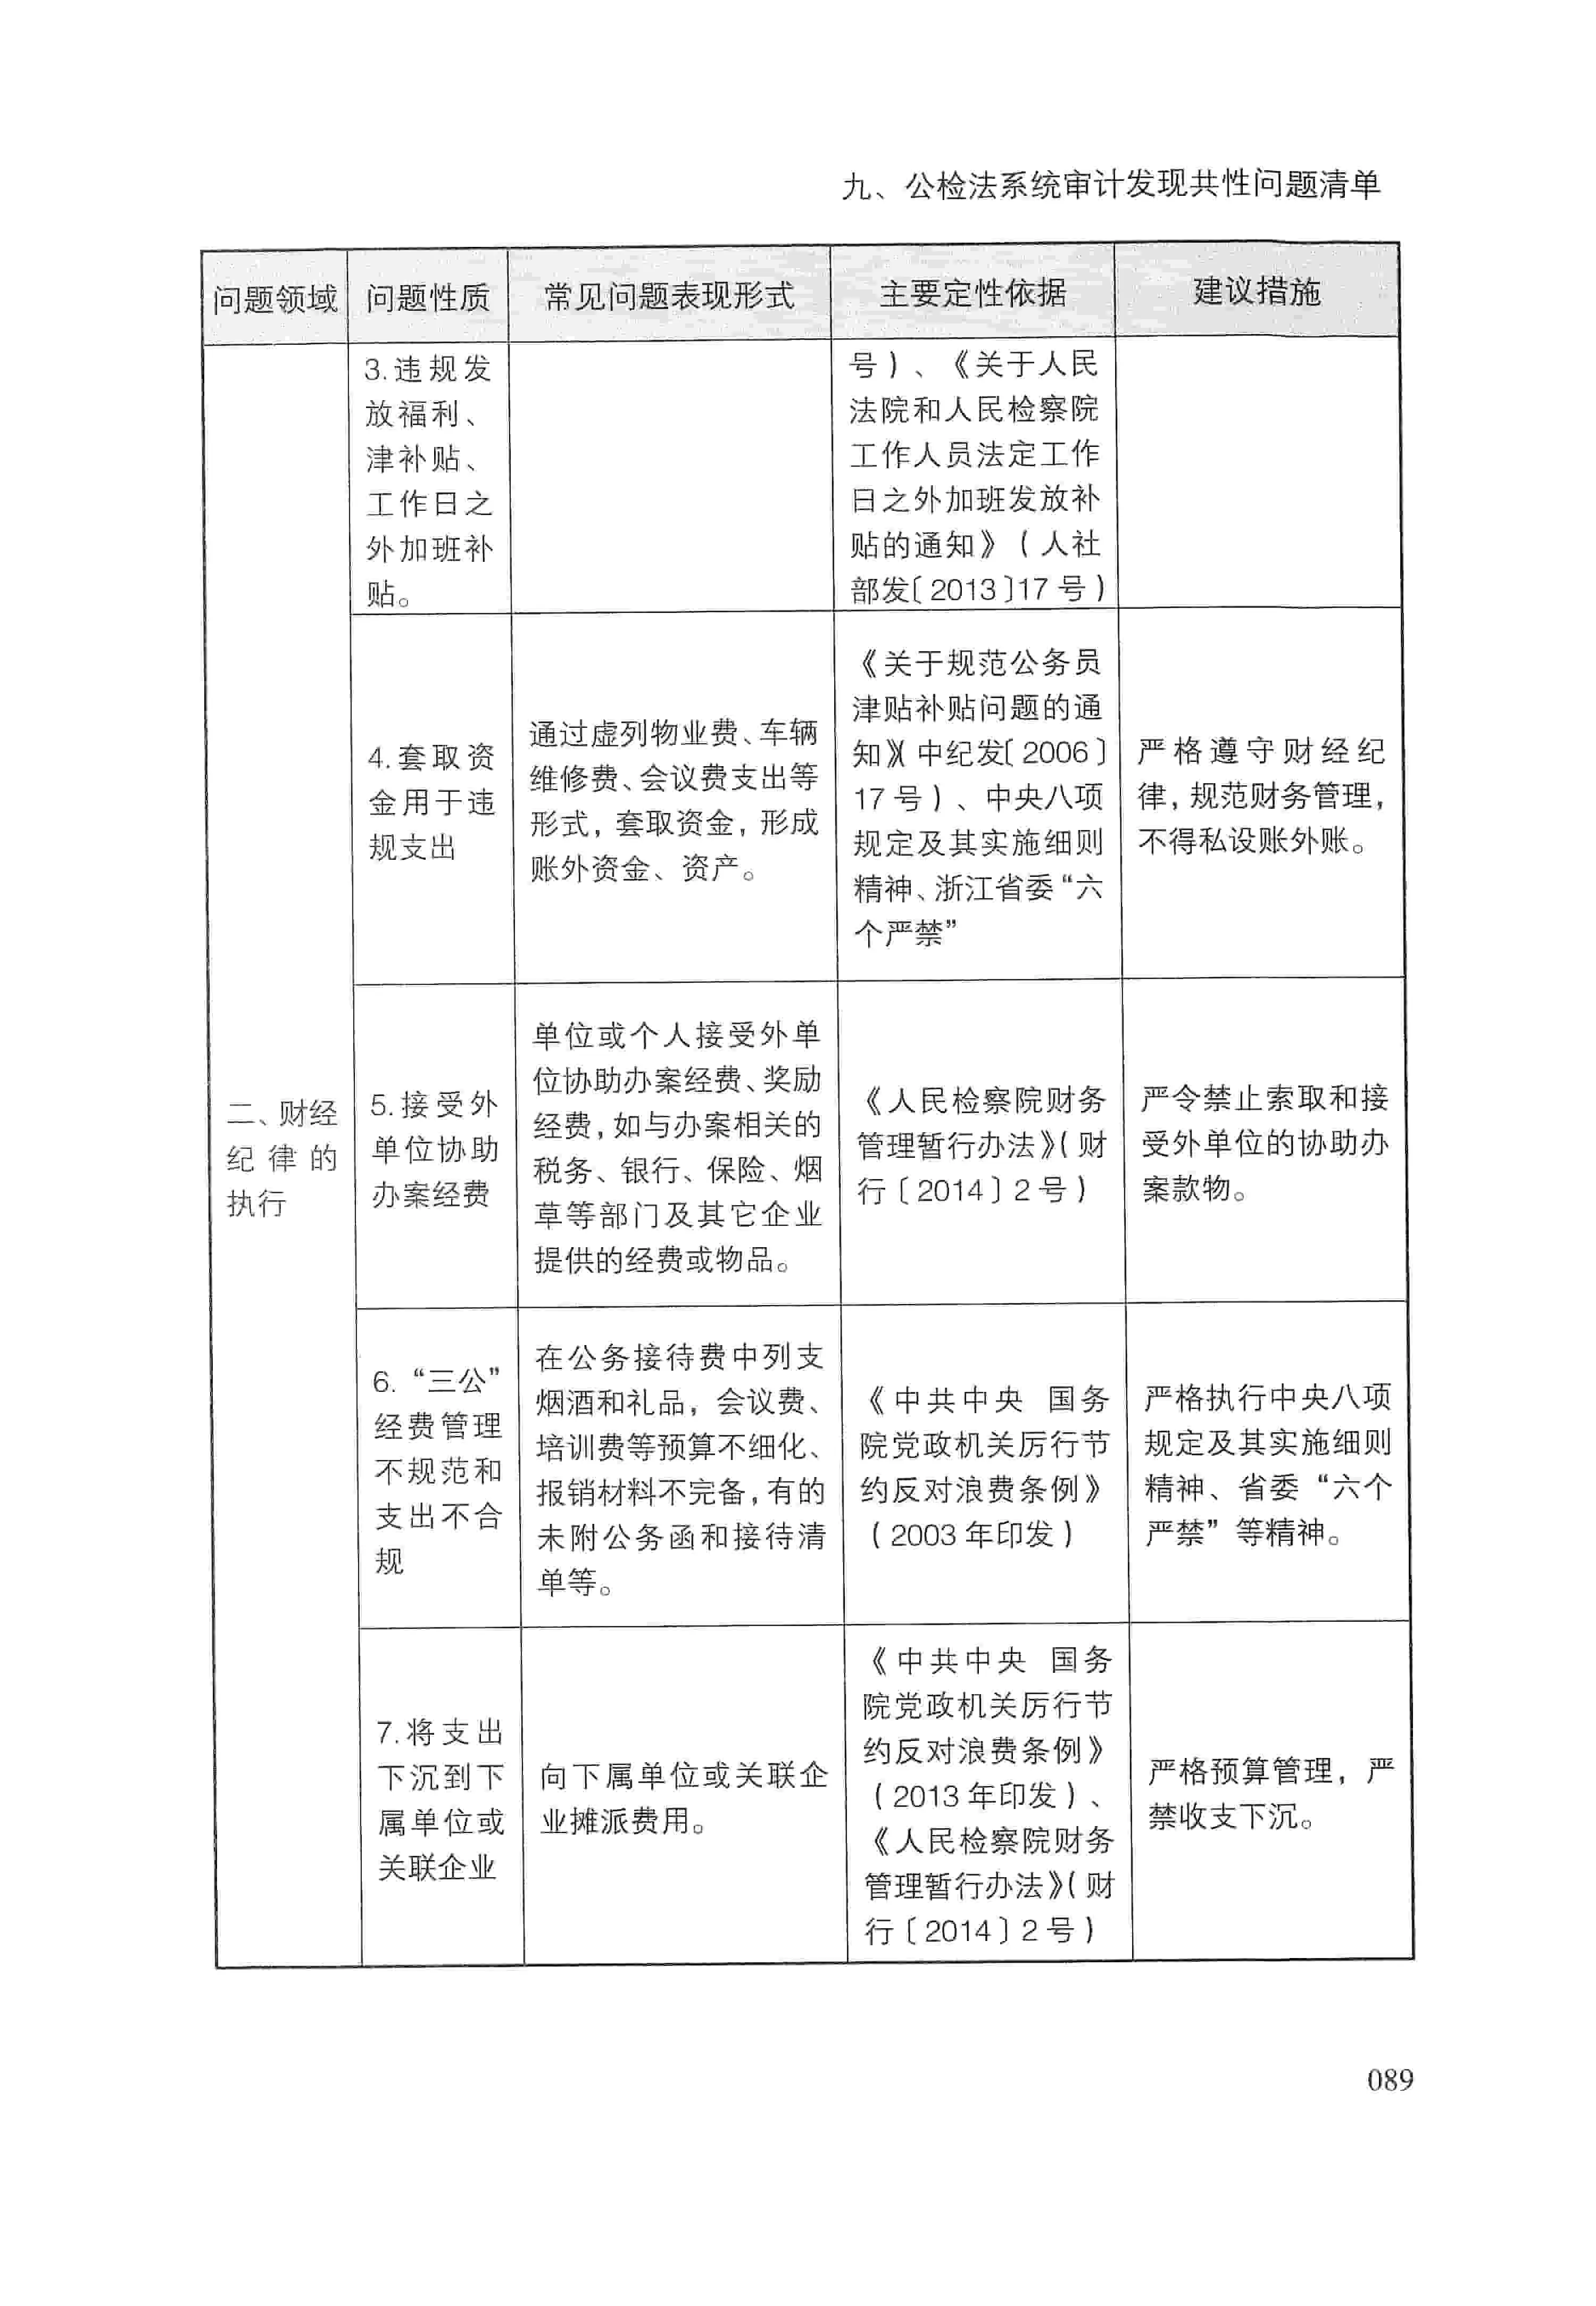 九、公检法系统审计发现共性问题清单
问题领域
问题性质
常见问题表现形式
主要定性依据
建议措施
二、财经
纪律的
执行
3.违规发
放福利、
津补贴、
工作日之
外加班补
贴。
号）、《关于人民
法院和人民检察院
工作人员法定工作
日之外加班发放补
贴的通知》（人社
部发〔2013〕17号）
4.套取资
金用于违
规支出
通过虚列物业费、车辆
维修费、会议费支出等
形式，套取资金，形成
账外资金、资产。
《关于规范公务员
津贴补贴问题的通
知》（中纪发〔2006〕
17号）、中央八项
规定及其实施细则
精神、浙江省委“六
个严禁”
严格遵守财经纪
律，规范财务管理，
不得私设账外账。
5.接受外
单位协助
办案经费
单位或个人接受外单
位协助办案经费、奖励
经费，如与办案相关的
税务、银行、保险、烟
草等部门及其它企业
提供的经费或物品。
《人民检察院财务
管理暂行办法》（财
行〔2014〕2号）
严令禁止索取和接
受外单位的协助办
案款物。
6.“三公”
经费管理
不规范和
支出不合
规
在公务接待费中列支
烟酒和礼品，会议费、
培训费等预算不细化、
报销材料不完备，有的
未附公务函和接待清
单等。
《中共中央 国务
院党政机关厉行节
约反对浪费条例》
（2003年印发）
严格执行中央八项
规定及其实施细则
精神、省委“六个
严禁”等精神。
7.将支出
下沉到下
属单位或
关联企业
向下属单位或关联企
业摊派费用。
《中共中央 国务
院党政机关厉行节
约反对浪费条例》
（2013年印发）、
《人民检察院财务
管理暂行办法》（财
行〔2014〕2号）
严格预算管理，严
禁收支下沉。
089